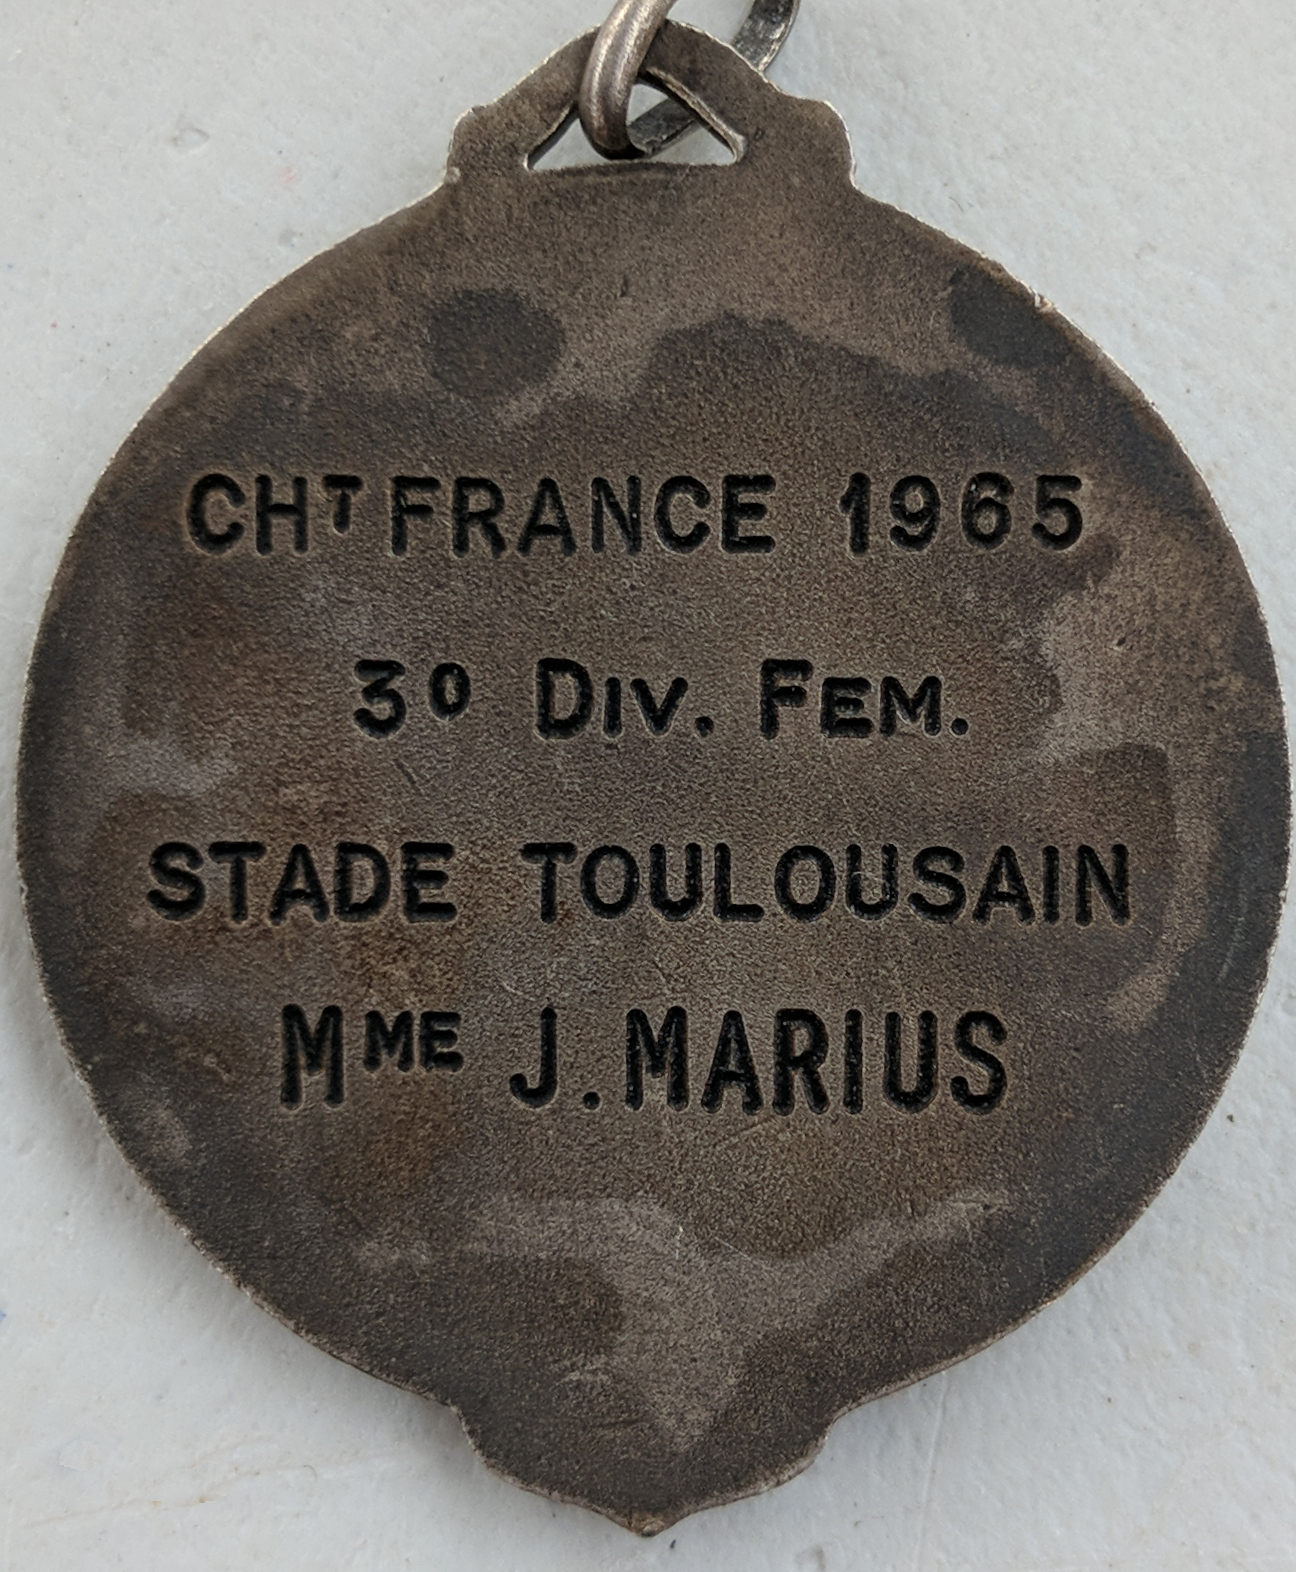 CHT FRANCE 1965
3º DIV. FEM.
STADE TOULOUSAIN
MME J. MARIUS